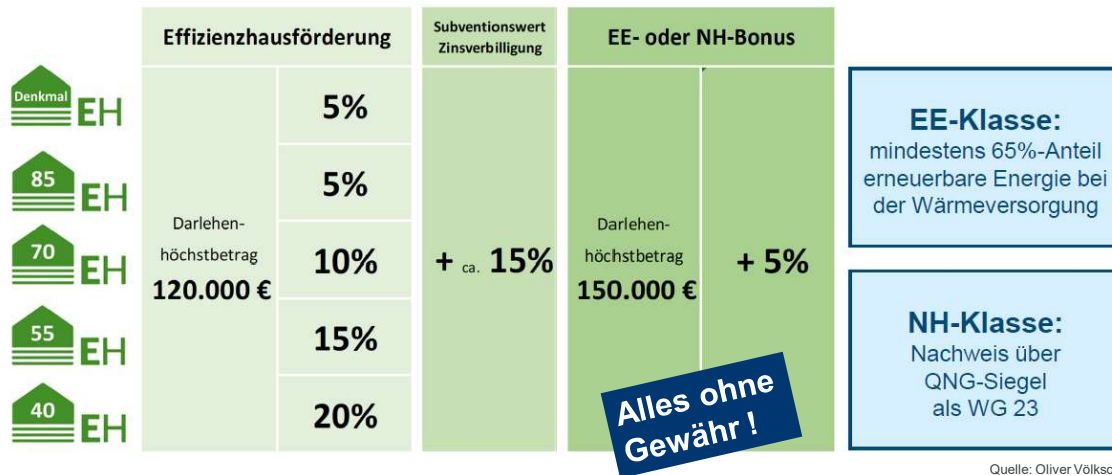 Effizienzhausförderung
Subventionswert
Zinsverbilligung
EE- oder NH-Bonus
Denkmal EH
85 EH
70 EH
55 EH
40 EH
Darlehen-
höchstbetrag
120.000 €
5%
5%
10%
15%
20%
+ ca. 15%
Darlehen-
höchstbetrag
150.000 €
+ 5%
Alles ohne
Gewähr !
EE-Klasse:
mindestens 65%-Anteil
erneuerbare Energie bei
der Wärmeversorgung
NH-Klasse:
Nachweis über
QNG-Siegel
als WG 23
Quelle: Oliver